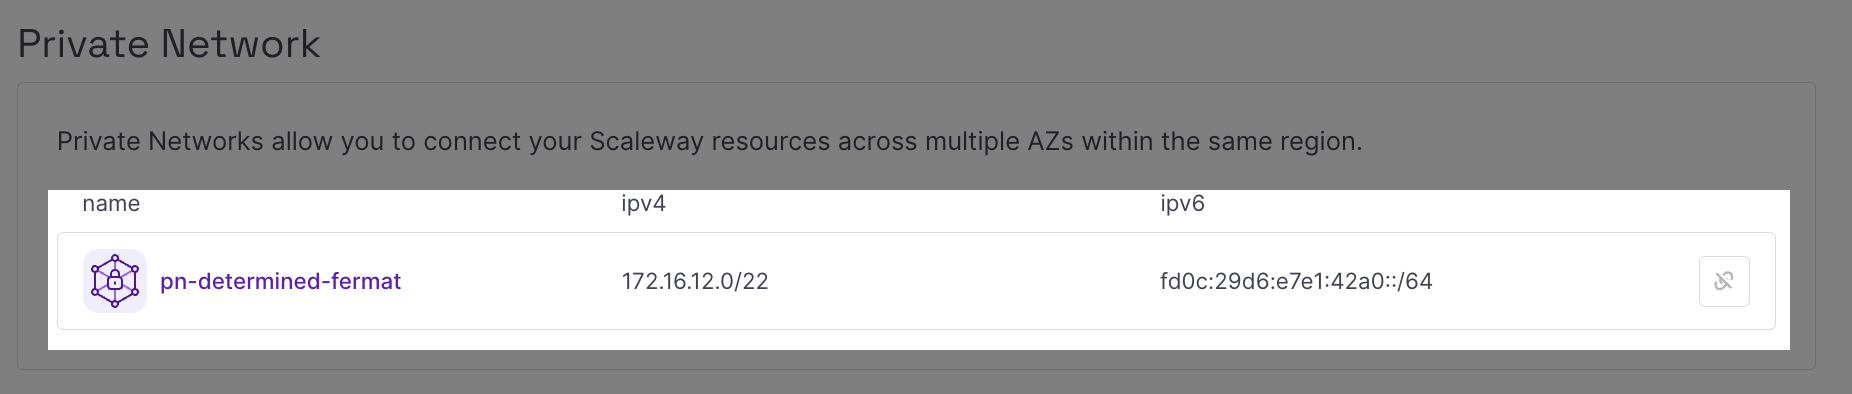 Private Network
Private Networks allow you to connect your Scaleway resources across multiple AZs within the same region.
name ipv4 ipv6
pn-determined-fermat 172.16.12.0/22 fd0c:29d6:e7e1:42a0::/64